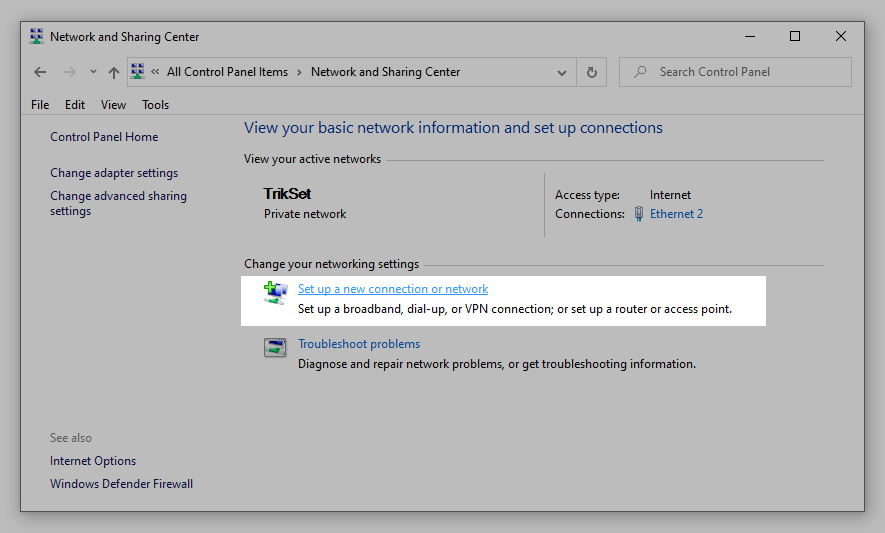 Network and Sharing Center
« All Control Panel Items › Network and Sharing Center
Search Control Panel
File Edit View Tools
Control Panel Home
Change adapter settings
Change advanced sharing
settings
View your basic network information and set up connections
View your active networks
TrikSet
Private network
Access type: Internet
Connections: Ethernet 2
Change your networking settings
Set up a new connection or network
Set up a broadband, dial-up, or VPN connection; or set up a router or access point.
Troubleshoot problems
Diagnose and repair network problems, or get troubleshooting information.
See also
Internet Options
Windows Defender Firewall